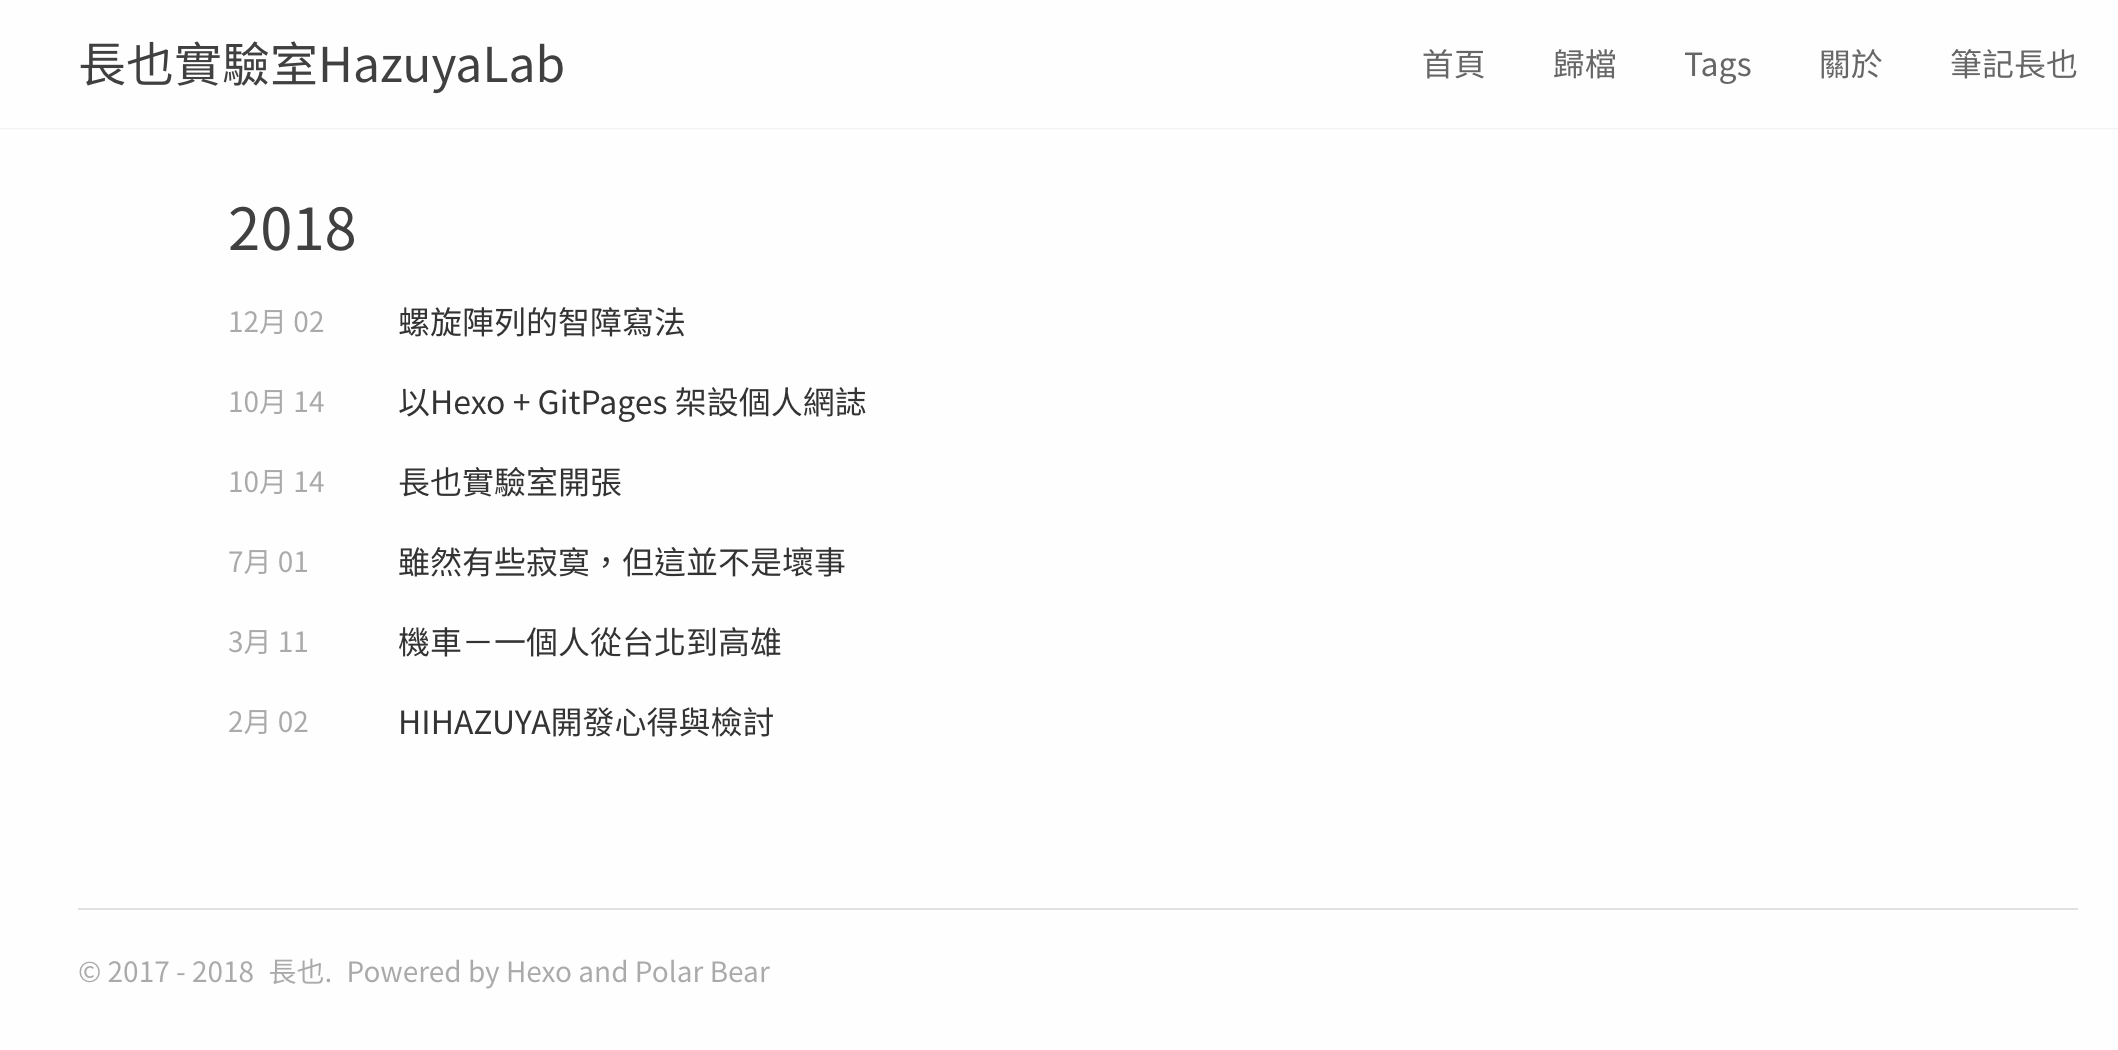 長也實驗室HazuyaLab
首頁 歸檔 Tags 關於 筆記長也
2018
12月 02 螺旋陣列的智障寫法
10月 14 以Hexo + GitPages 架設個人網誌
10月 14 長也實驗室開張
7月 01 雖然有些寂寞，但這並不是壞事
3月 11 機車－一個人從台北到高雄
2月 02 HIHAZUYA開發心得與檢討
© 2017 - 2018 長也. Powered by Hexo and Polar Bear